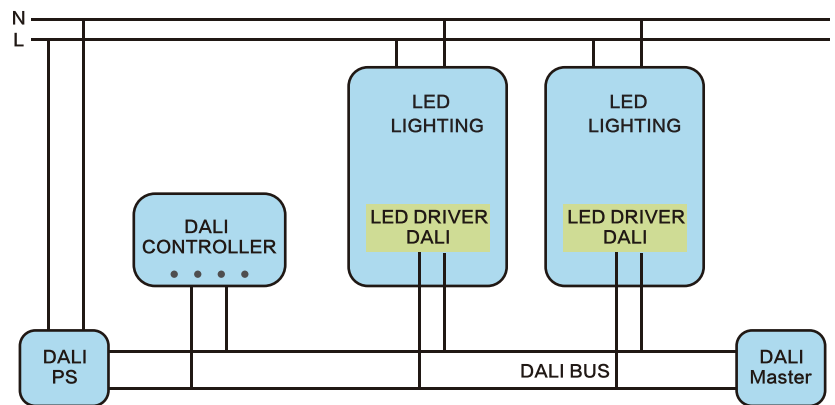 N
L
LED
LIGHTING
LED DRIVER
DALI
LED
LIGHTING
LED DRIVER
DALI
DALI
CONTROLLER
DALI
PS
DALI BUS
DALI
Master